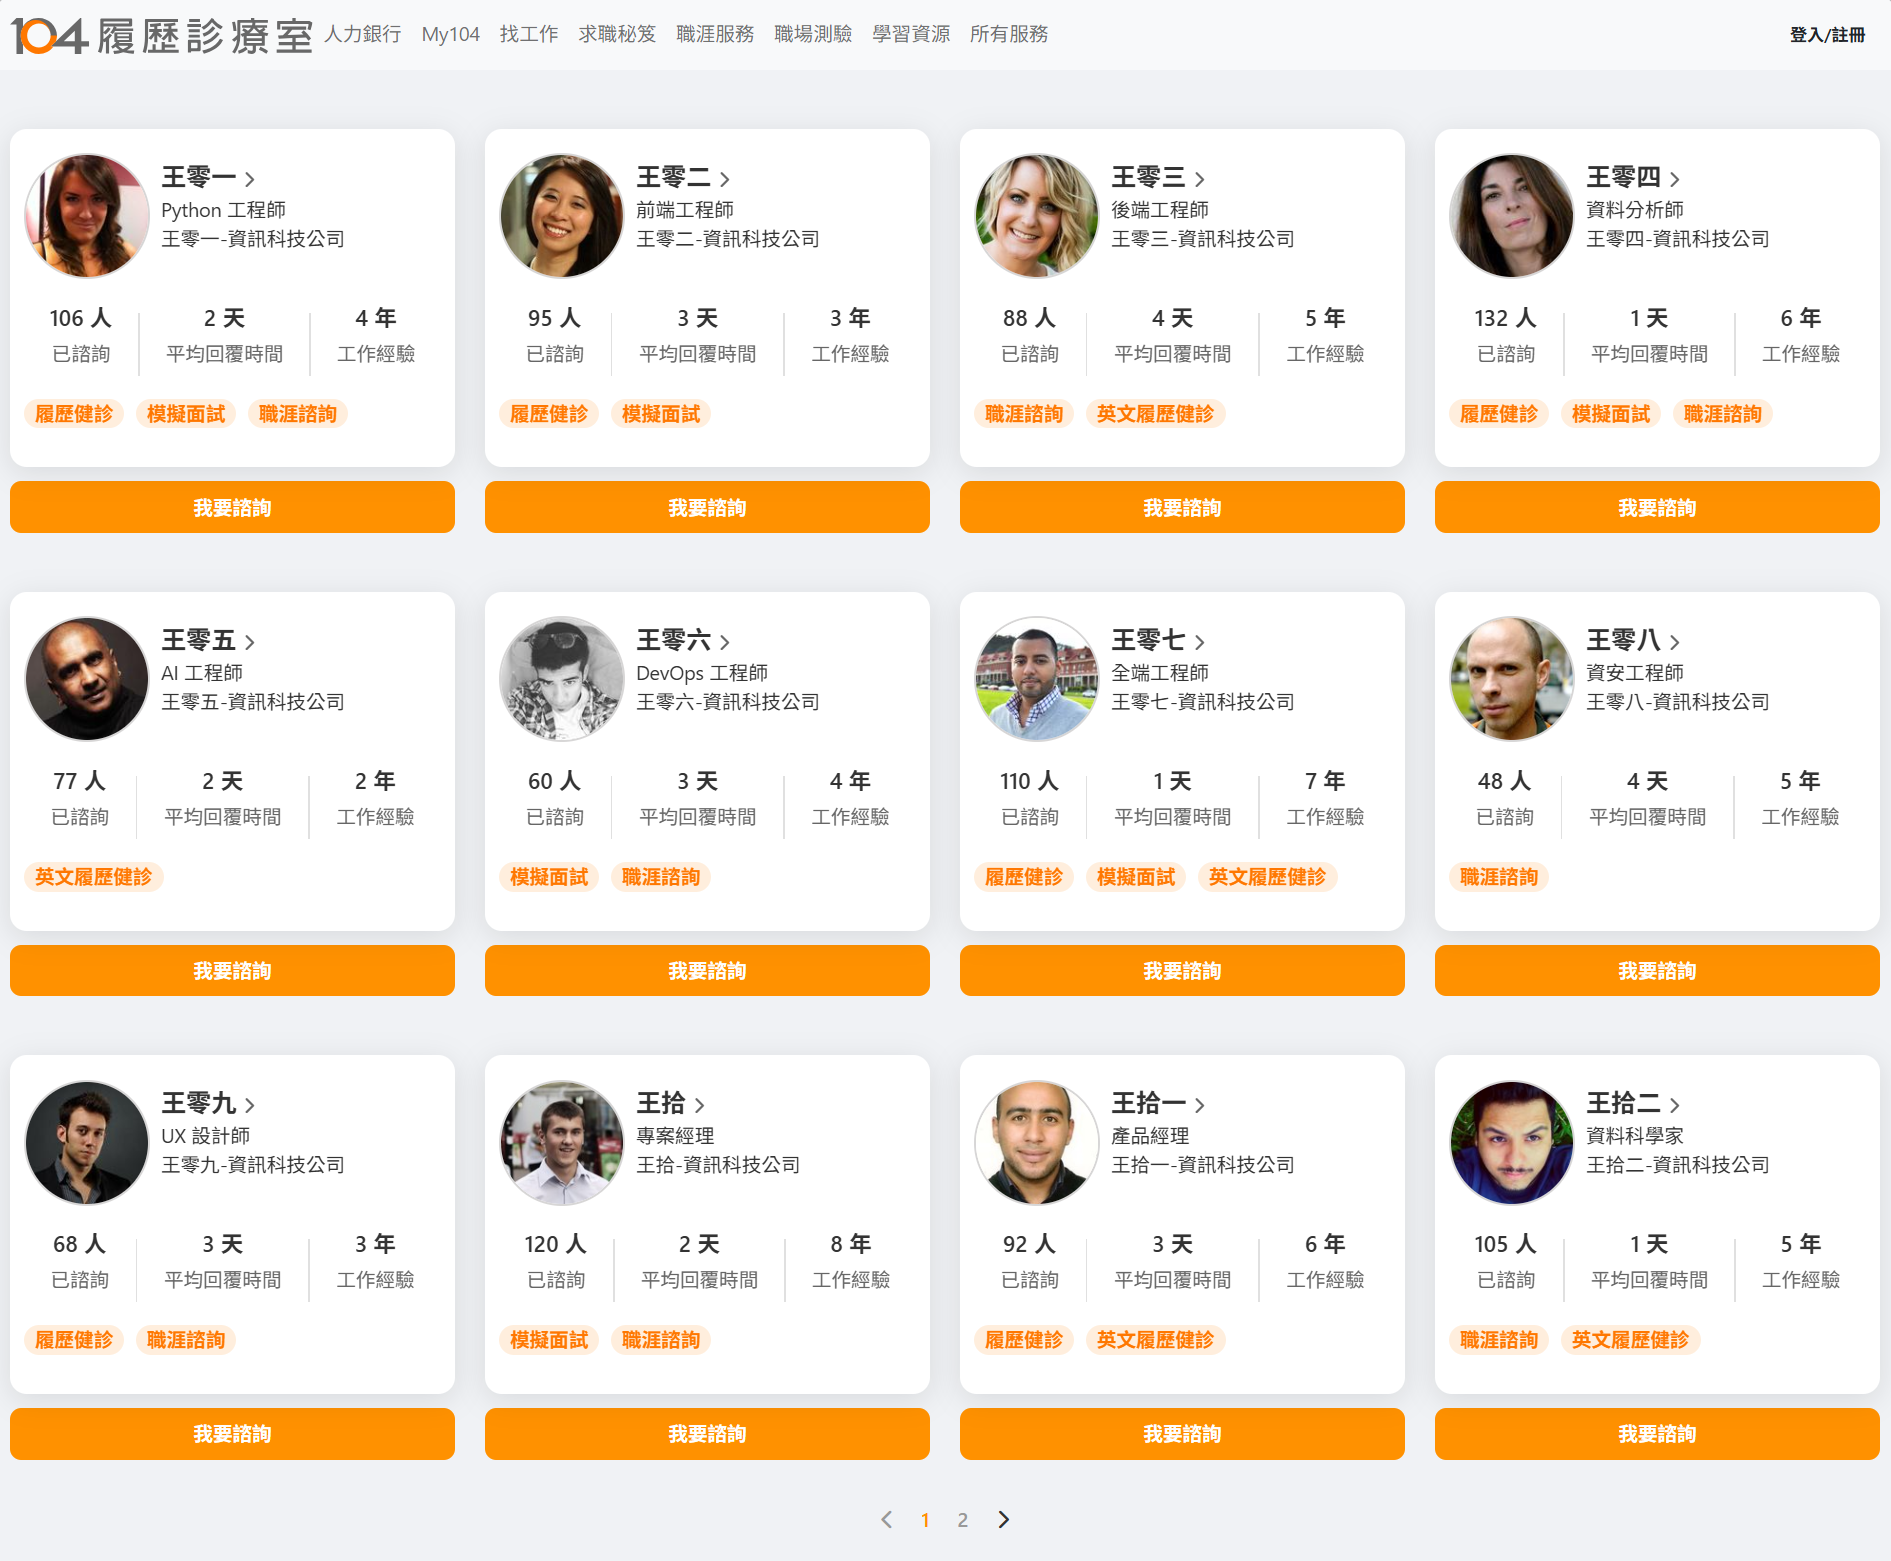 104 履歷診療室 人力銀行 My104 找工作 求職秘笈 職涯服務 職場測驗 學習資源 所有服務 登入/註冊
王零一
Python 工程師
王零一-資訊科技公司
106 人 2 天 4 年
已諮詢 平均回覆時間 工作經驗
履歷健診 模擬面試 職涯諮詢
我要諮詢
王零二
前端工程師
王零二-資訊科技公司
95 人 3 天 3 年
已諮詢 平均回覆時間 工作經驗
履歷健診 模擬面試
我要諮詢
王零三
後端工程師
王零三-資訊科技公司
88 人 4 天 5 年
已諮詢 平均回覆時間 工作經驗
職涯諮詢 英文履歷健診
我要諮詢
王零四
資料分析師
王零四-資訊科技公司
132 人 1 天 6 年
已諮詢 平均回覆時間 工作經驗
履歷健診 模擬面試 職涯諮詢
我要諮詢
王零五
AI 工程師
王零五-資訊科技公司
77 人 2 天 2 年
已諮詢 平均回覆時間 工作經驗
英文履歷健診
我要諮詢
王零六
DevOps 工程師
王零六-資訊科技公司
60 人 3 天 4 年
已諮詢 平均回覆時間 工作經驗
模擬面試 職涯諮詢
我要諮詢
王零七
全端工程師
王零七-資訊科技公司
110 人 1 天 7 年
已諮詢 平均回覆時間 工作經驗
履歷健診 模擬面試 英文履歷健診
我要諮詢
王零八
資安工程師
王零八-資訊科技公司
48 人 4 天 5 年
已諮詢 平均回覆時間 工作經驗
職涯諮詢
我要諮詢
王零九
UX 設計師
王零九-資訊科技公司
68 人 3 天 3 年
已諮詢 平均回覆時間 工作經驗
履歷健診 職涯諮詢
我要諮詢
王拾
專案經理
王拾-資訊科技公司
120 人 2 天 8 年
已諮詢 平均回覆時間 工作經驗
模擬面試 職涯諮詢
我要諮詢
王拾一
產品經理
王拾一-資訊科技公司
92 人 3 天 6 年
已諮詢 平均回覆時間 工作經驗
履歷健診 英文履歷健診
我要諮詢
王拾二
資料科學家
王拾二-資訊科技公司
105 人 1 天 5 年
已諮詢 平均回覆時間 工作經驗
職涯諮詢 英文履歷健診
我要諮詢
1 2